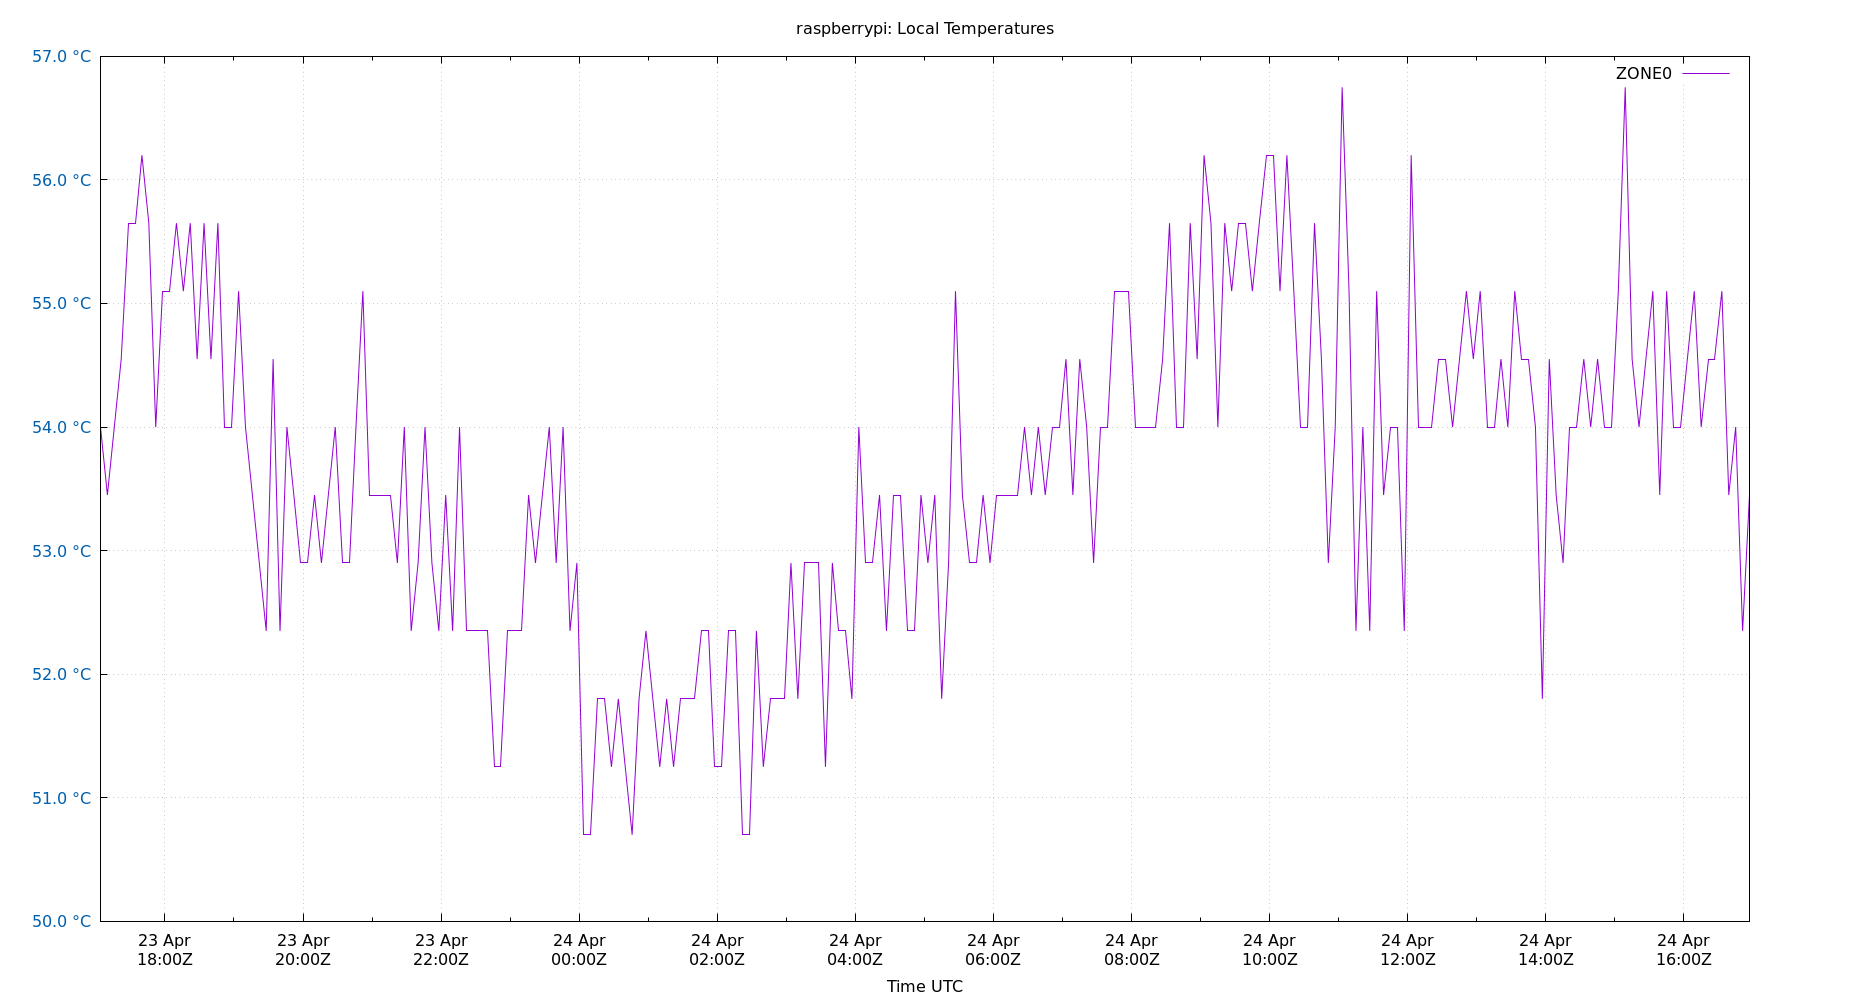 raspberrypi: Local Temperatures
57.0 °C
ZONE0
56.0 °C
55.0 °C
54.0 °C
53.0 °C
52.0 °C
51.0 °C
50.0 °C
23 Apr 23 Apr 23 Apr 24 Apr 24 Apr 24 Apr 24 Apr 24 Apr 24 Apr 24 Apr 24 Apr 24 Apr
18:00Z 20:00Z 22:00Z 00:00Z 02:00Z 04:00Z 06:00Z 08:00Z 10:00Z 12:00Z 14:00Z 16:00Z
Time UTC